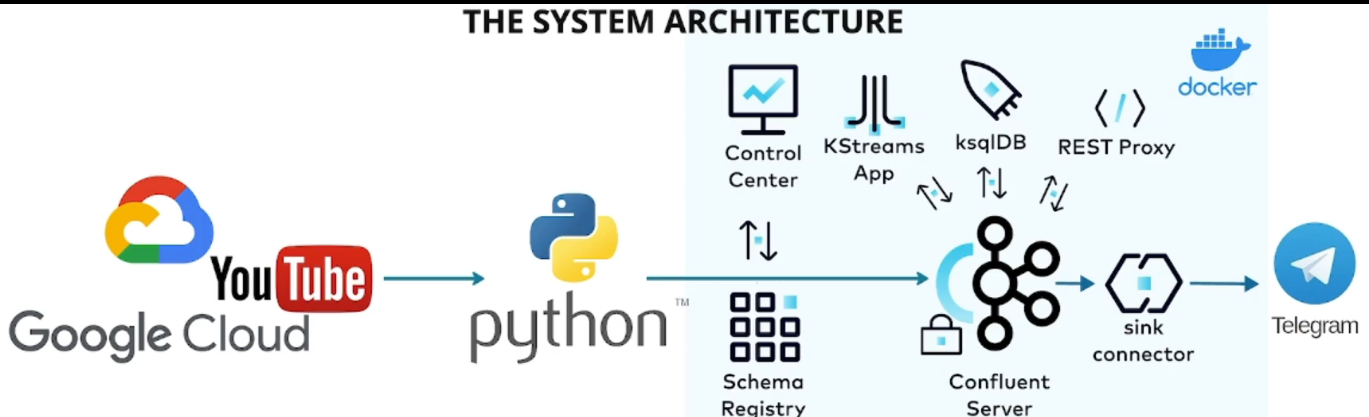 THE SYSTEM ARCHITECTURE
docker
Control
Center
KStreams
App
ksqlDB
REST Proxy
YouTube
Google Cloud
python™
Schema
Registry
Confluent
Server
sink
connector
Telegram